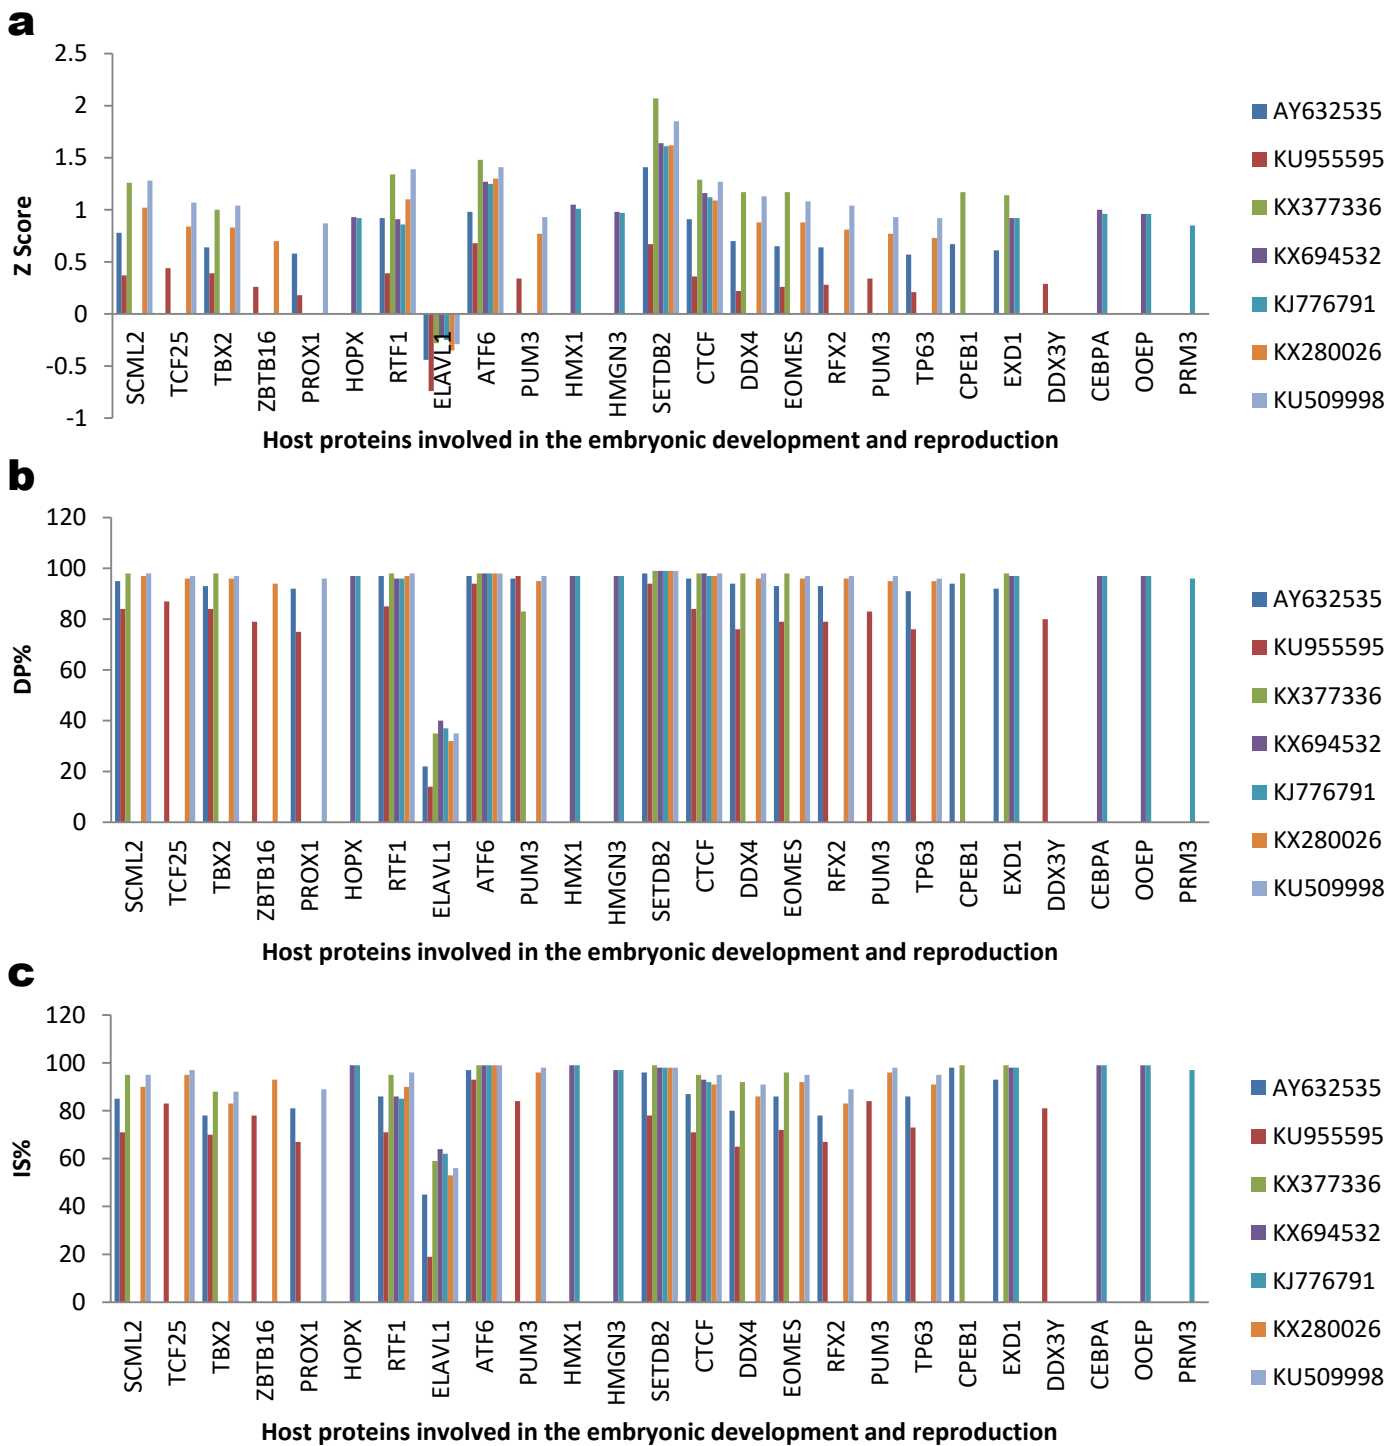 a
2.5
2
1.5
1
0.5
0
-0.5
-1
Z Score
SCML2 TCF25 TBX2 ZBTB16 PROX1 HOPX RTF1 ELAVL1 ATF6 PUM3 HMX1 HMGN3 SETDB2 CTCF DDX4 EOMES RFX2 PUM3 TP63 CPEB1 EXD1 DDX3Y CEBPA OOEP PRM3
Host proteins involved in the embryonic development and reproduction
AY632535
KU955595
KX377336
KX694532
KJ776791
KX280026
KU509998
b
120
100
80
60
40
20
0
DP%
SCML2 TCF25 TBX2 ZBTB16 PROX1 HOPX RTF1 ELAVL1 ATF6 PUM3 HMX1 HMGN3 SETDB2 CTCF DDX4 EOMES RFX2 PUM3 TP63 CPEB1 EXD1 DDX3Y CEBPA OOEP PRM3
Host proteins involved in the embryonic development and reproduction
AY632535
KU955595
KX377336
KX694532
KJ776791
KX280026
KU509998
c
120
100
80
60
40
20
0
IS%
SCML2 TCF25 TBX2 ZBTB16 PROX1 HOPX RTF1 ELAVL1 ATF6 PUM3 HMX1 HMGN3 SETDB2 CTCF DDX4 EOMES RFX2 PUM3 TP63 CPEB1 EXD1 DDX3Y CEBPA OOEP PRM3
Host proteins involved in the embryonic development and reproduction
AY632535
KU955595
KX377336
KX694532
KJ776791
KX280026
KU509998